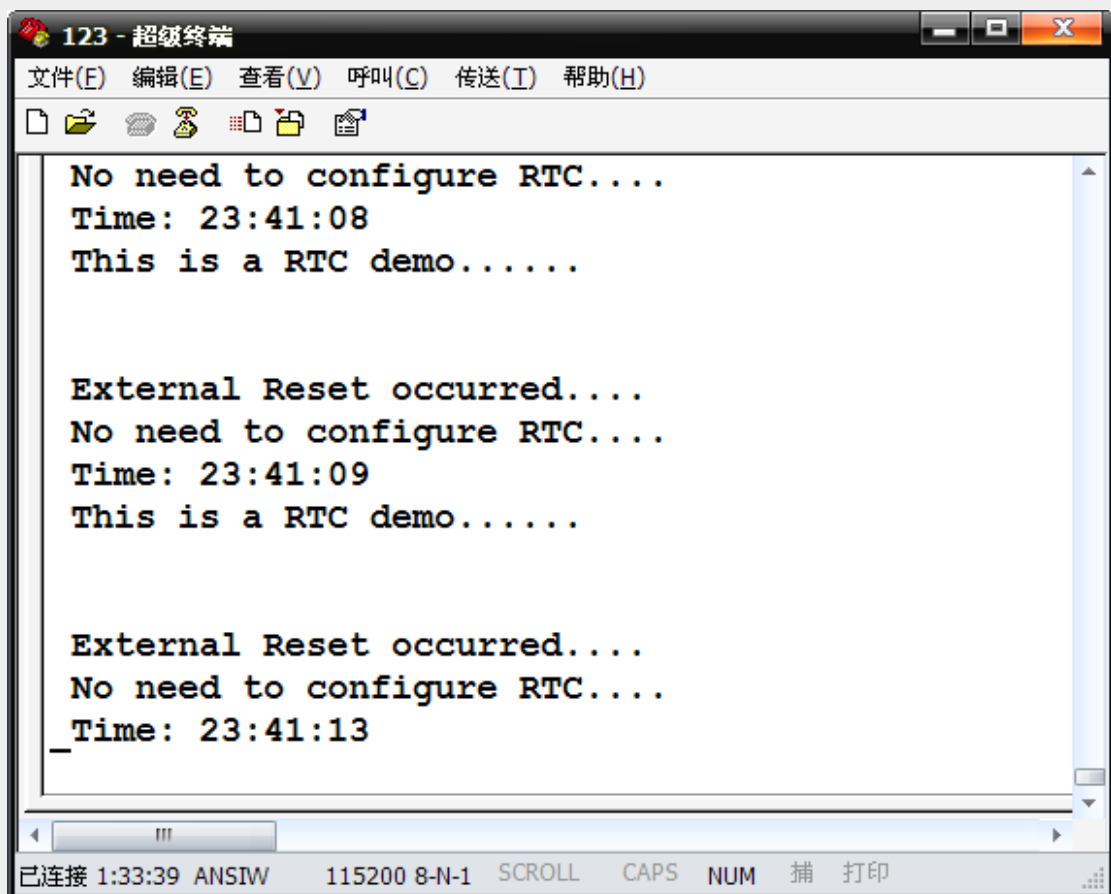 123 - 超级终端
文件(F) 编辑(E) 查看(V) 呼叫(C) 传送(T) 帮助(H)
No need to configure RTC....
Time: 23:41:08
This is a RTC demo......
External Reset occurred....
No need to configure RTC....
Time: 23:41:09
This is a RTC demo......
External Reset occurred....
No need to configure RTC....
Time: 23:41:13
已连接 1:33:39 ANSIW 115200 8-N-1 SCROLL CAPS NUM 捕 打印